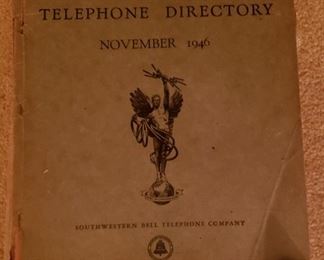 TELEPHONE DIRECTORY
NOVEMBER 1946
SOUTHWESTERN BELL TELEPHONE COMPANY